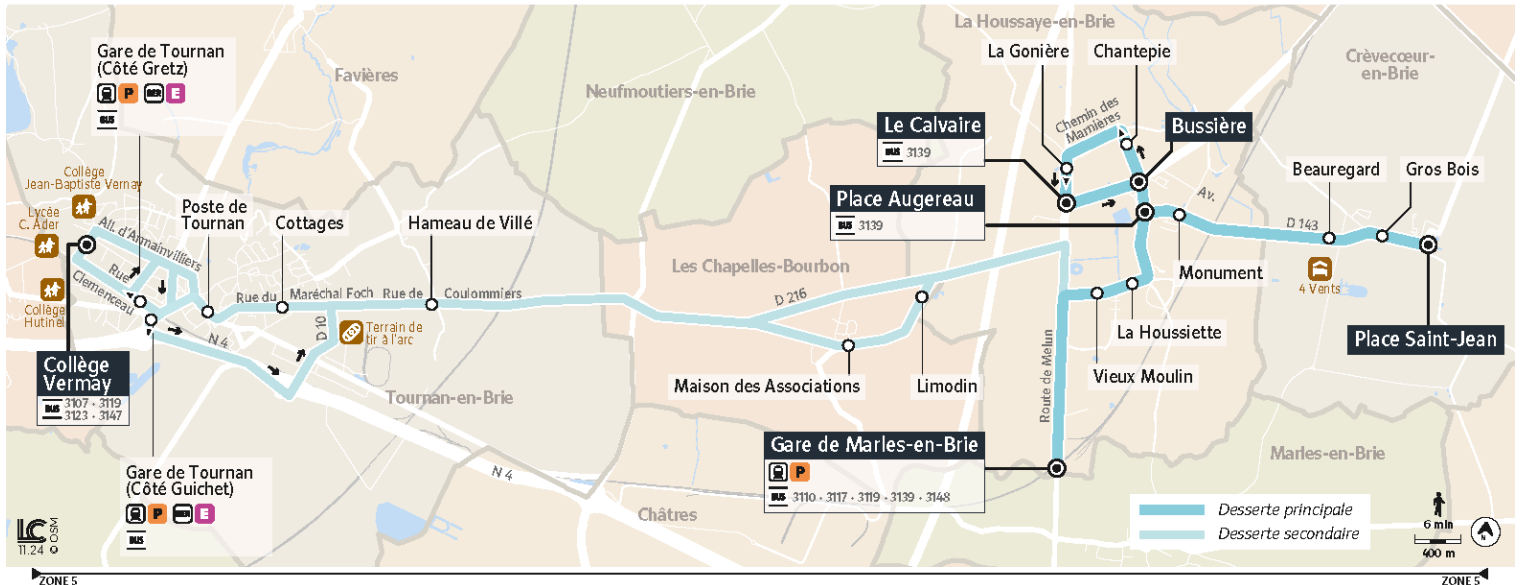 Gare de Tournan
(Côté Gretz)
P RER E
BUS
Favières
Neufmoutiers-en-Brie
La Houssaye-en-Brie
La Gonière
Chantepie
Crèvecœur-
en-Brie
Chemin des
Marnières
Le Calvaire
BUS 3139
Bussière
Place Augereau
BUS 3139
Av.
Beauregard
Gros Bois
D 143
Monument
4 Vents
Place Saint-Jean
Collège
Jean-Baptiste Vernay
Lycée
C. Ader
Collège
Hutinel
All. d'Armainvilliers
Rue
Clemenceau
Poste de
Tournan
Cottages
Hameau de Villé
Rue du Maréchal Foch Rue de Coulommiers
Les Chapelles-Bourbon
D 216
N 4
D 10
Terrain de
tir à l'arc
Collège
Vermay
BUS 3107 • 3119
3123 • 3147
Tournan-en-Brie
Maison des Associations
Limodin
Route de Melun
La Houssiette
Vieux Moulin
Gare de Marles-en-Brie
P
BUS 3110 • 3117 • 3119 • 3139 • 3148
Marles-en-Brie
Gare de Tournan
(Côté Guichet)
P RER E
BUS
N 4
Châtres
Desserte principale
Desserte secondaire
6 min
400 m
N
LC
11.24 © OSM
ZONE 5
ZONE 5